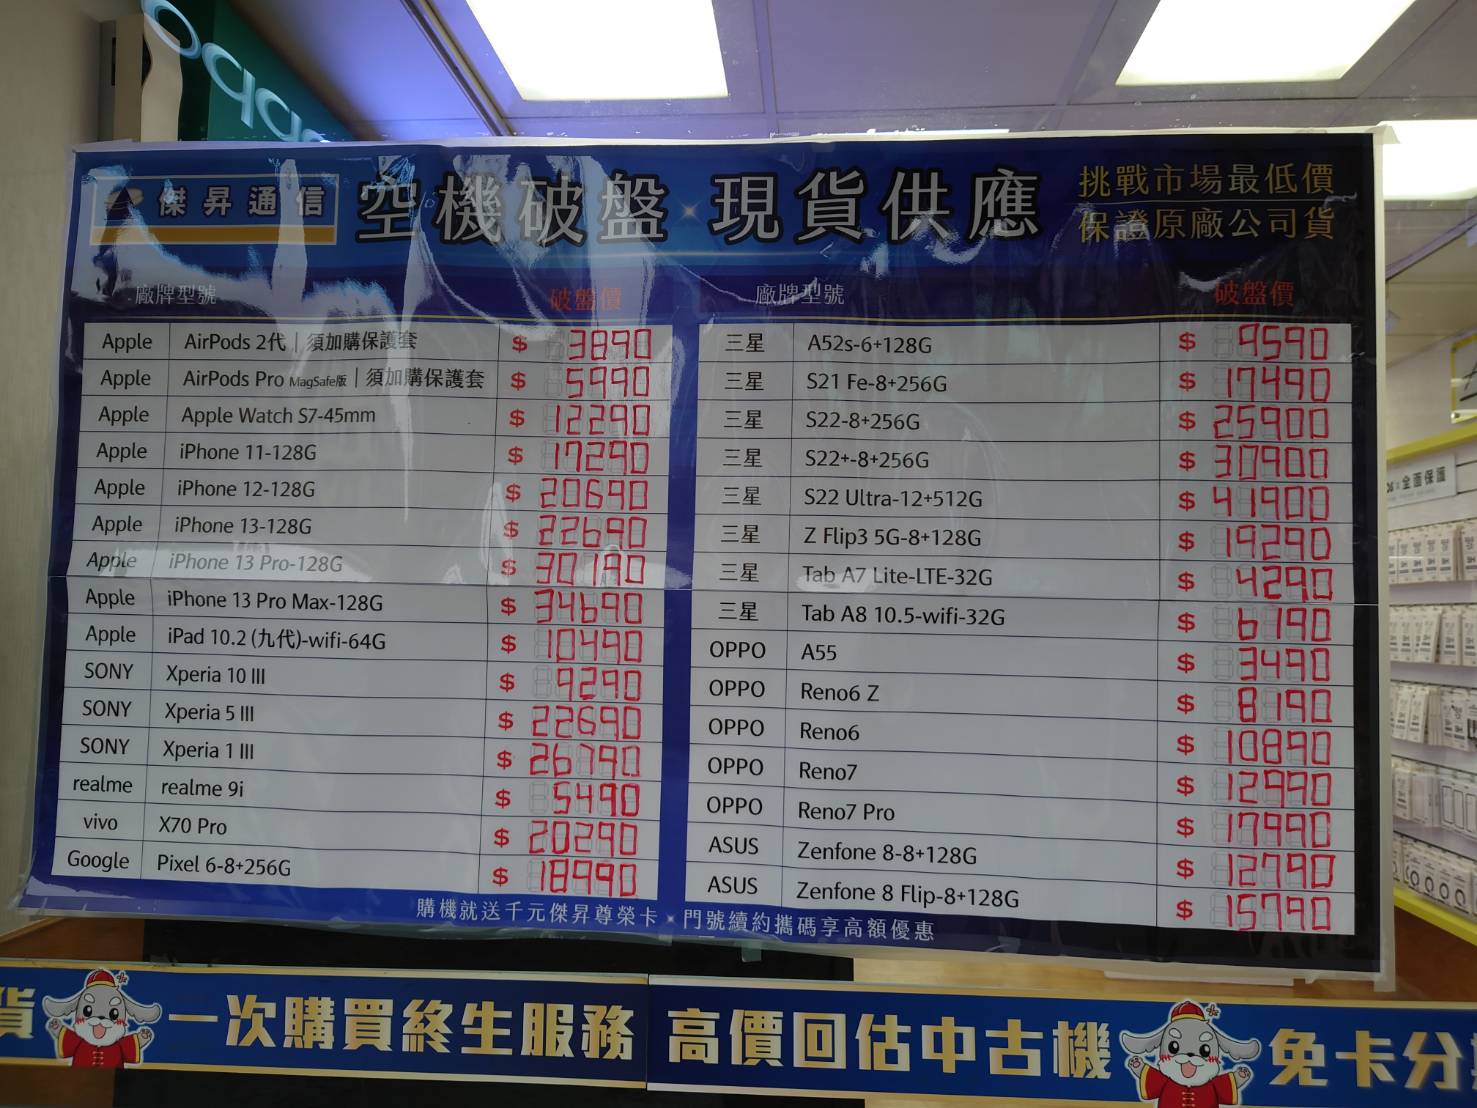 oppo
傑昇通信
空機破盤 現貨供應
挑戰市場最低價
保證原廠公司貨
廠牌型號 破盤價
Apple AirPods 2代|須加購保護套 $ 3890
Apple AirPods Pro MagSafe版|須加購保護套 $ 5990
Apple Apple Watch S7-45mm $ 12290
Apple iPhone 11-128G $ 17290
Apple iPhone 12-128G $ 20690
Apple iPhone 13-128G $ 22690
Apple iPhone 13 Pro-128G $ 30190
Apple iPhone 13 Pro Max-128G $ 34690
Apple iPad 10.2 (九代)-wifi-64G $ 10490
SONY Xperia 10 III $ 9290
SONY Xperia 5 III $ 22690
SONY Xperia 1 III $ 26790
realme realme 9i $ 5490
vivo X70 Pro $ 20290
Google Pixel 6-8+256G $ 18990
廠牌型號 破盤價
三星 A52s-6+128G $ 9590
三星 S21 Fe-8+256G $ 17490
三星 S22-8+256G $ 25900
三星 S22+-8+256G $ 30900
三星 S22 Ultra-12+512G $ 41900
三星 Z Flip3 5G-8+128G $ 19290
三星 Tab A7 Lite-LTE-32G $ 4290
三星 Tab A8 10.5-wifi-32G $ 6190
OPPO A55 $ 3490
OPPO Reno6 Z $ 8190
OPPO Reno6 $ 10890
OPPO Reno7 $ 12990
OPPO Reno7 Pro $ 17990
ASUS Zenfone 8-8+128G $ 12790
ASUS Zenfone 8 Flip-8+128G $ 15790
購機就送千元傑昇尊榮卡×門號續約攜碼享高額優惠
全面保護
貨 一次購買終生服務 高價回估中古機 免卡分